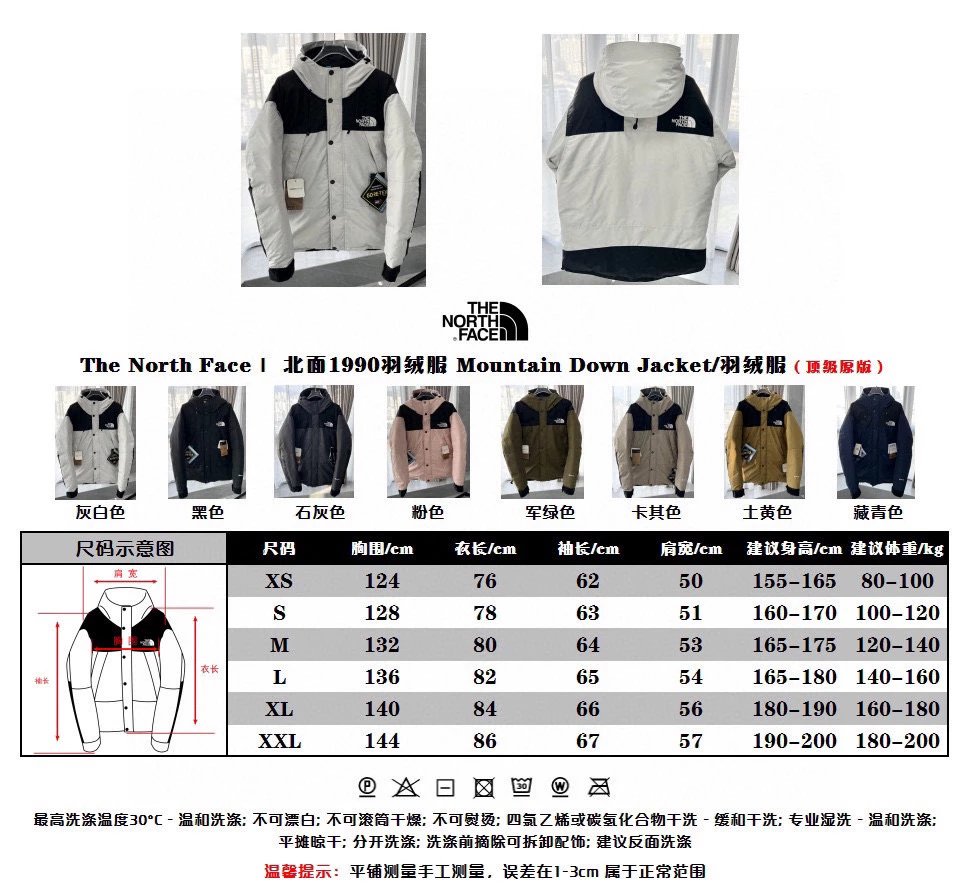 THE
NORTH
FACE
THE
NORTH
FACE
GORE-TEX
THE
NORTH
FACE
The North Face | 北面1990羽绒服 Mountain Down Jacket/羽绒服（顶级原版）
灰白色 黑色 石灰色 粉色 军绿色 卡其色 土黄色 藏青色
尺码示意图 尺码 胸围/cm 衣长/cm 袖长/cm 肩宽/cm 建议身高/cm 建议体重/kg
肩 宽
胸 围
衣长
袖长
XS 124 76 62 50 155-165 80-100
S 128 78 63 51 160-170 100-120
M 132 80 64 53 165-175 120-140
L 136 82 65 54 165-180 140-160
XL 140 84 66 56 180-190 160-180
XXL 144 86 67 57 190-200 180-200
P 30 W
最高洗涤温度30°C - 温和洗涤; 不可漂白; 不可滚筒干燥; 不可熨烫; 四氯乙烯或碳氢化合物干洗 - 缓和干洗; 专业湿洗 - 温和洗涤;
平摊晾干; 分开洗涤; 洗涤前摘除可拆卸配饰; 建议反面洗涤
温馨提示: 平铺测量手工测量，误差在1-3cm 属于正常范围